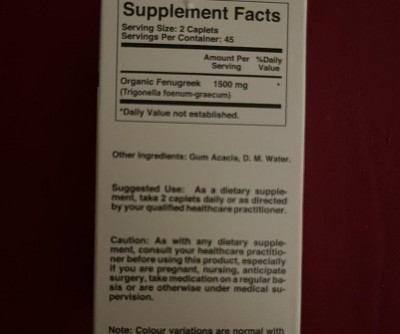 Supplement Facts
Serving Size: 2 Caplets
Servings Per Container: 45
Amount Per %Daily
Serving Value
Organic Fenugreek 1500 mg *
(Trigonella foenum-graecum)
*Daily Value not established.
Other Ingredients: Gum Acacia, D. M. Water.
Suggested Use: As a dietary supple-
ment, take 2 caplets daily or as directed
by your qualified healthcare practitioner.
Caution: As with any dietary supple-
ment, consult your healthcare practitio-
ner before using this product, especially
if you are pregnant, nursing, anticipate
surgery, take medication on a regular ba-
sis or are otherwise under medical su-
pervision.
Note: Colour variations are normal with